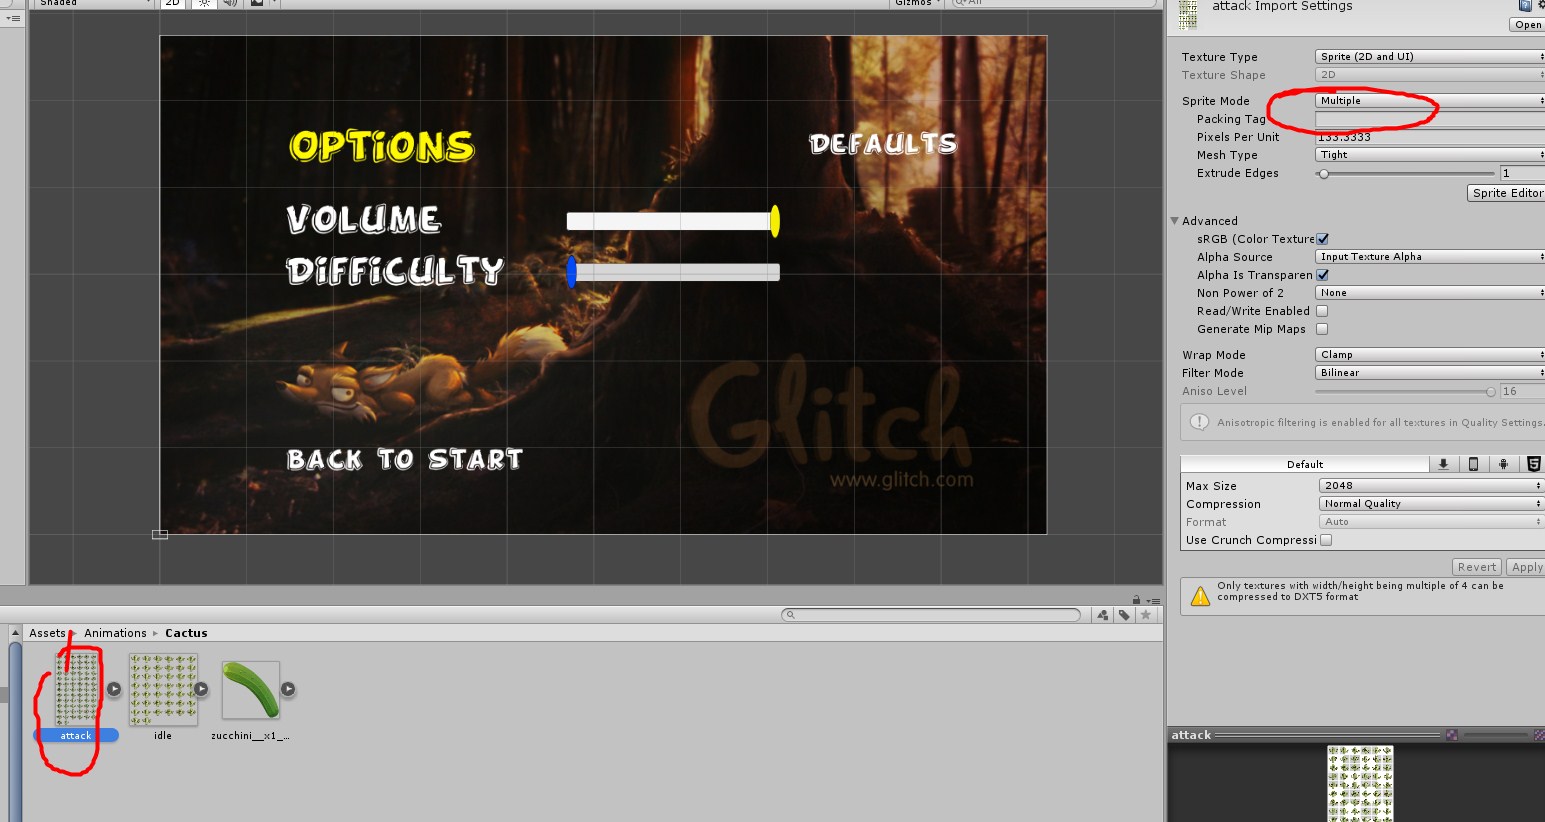 Shaded
2D
Gizmos
All
attack Import Settings
Open
Texture Type
Sprite (2D and UI)
Texture Shape
2D
Sprite Mode
Multiple
Packing Tag
Pixels Per Unit
133.3333
Mesh Type
Tight
Extrude Edges
1
Sprite Editor
Advanced
sRGB (Color Texture
Alpha Source
Input Texture Alpha
Alpha Is Transparen
Non Power of 2
None
Read/Write Enabled
Generate Mip Maps
Wrap Mode
Clamp
Filter Mode
Bilinear
Aniso Level
16
Anisotropic filtering is enabled for all textures in Quality Settings.
Default
Max Size
2048
Compression
Normal Quality
Format
Auto
Use Crunch Compressi
Revert
Apply
Only textures with width/height being multiple of 4 can be
compressed to DXT5 format
OPTiONS
DEFAULTS
VOLUME
DiFFiCULTY
BACK TO START
Glitch
www.glitch.com
Assets
Animations
Cactus
attack
idle
zucchini__x1_...
attack